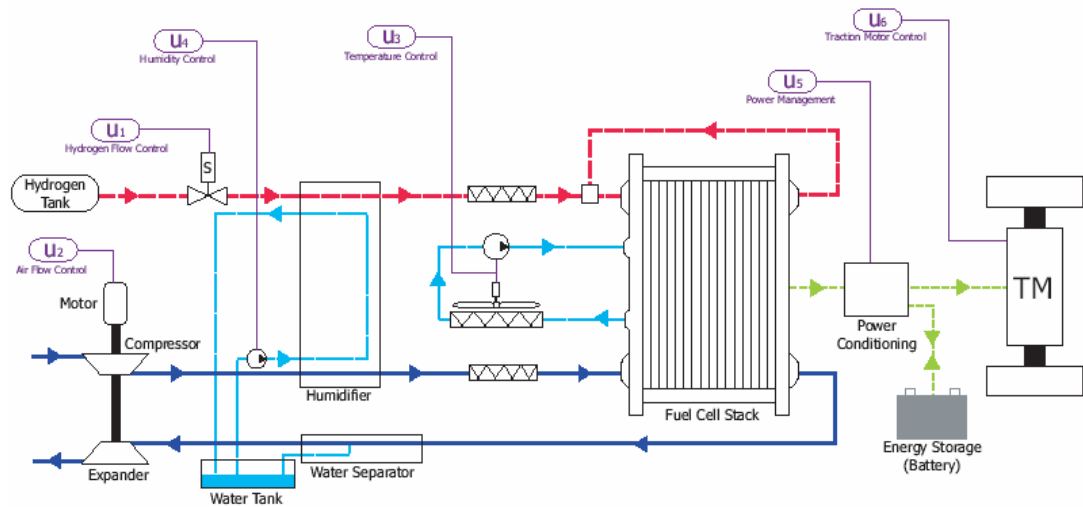 u6
Traction Motor Control
u4
Humidity Control
u3
Temperature Control
u5
Power Management
u1
Hydrogen Flow Control
S
Hydrogen
Tank
u2
Air Flow Control
Motor
TM
Compressor
Power
Conditioning
Humidifier
Fuel Cell Stack
Energy Storage
(Battery)
Expander
Water Separator
Water Tank